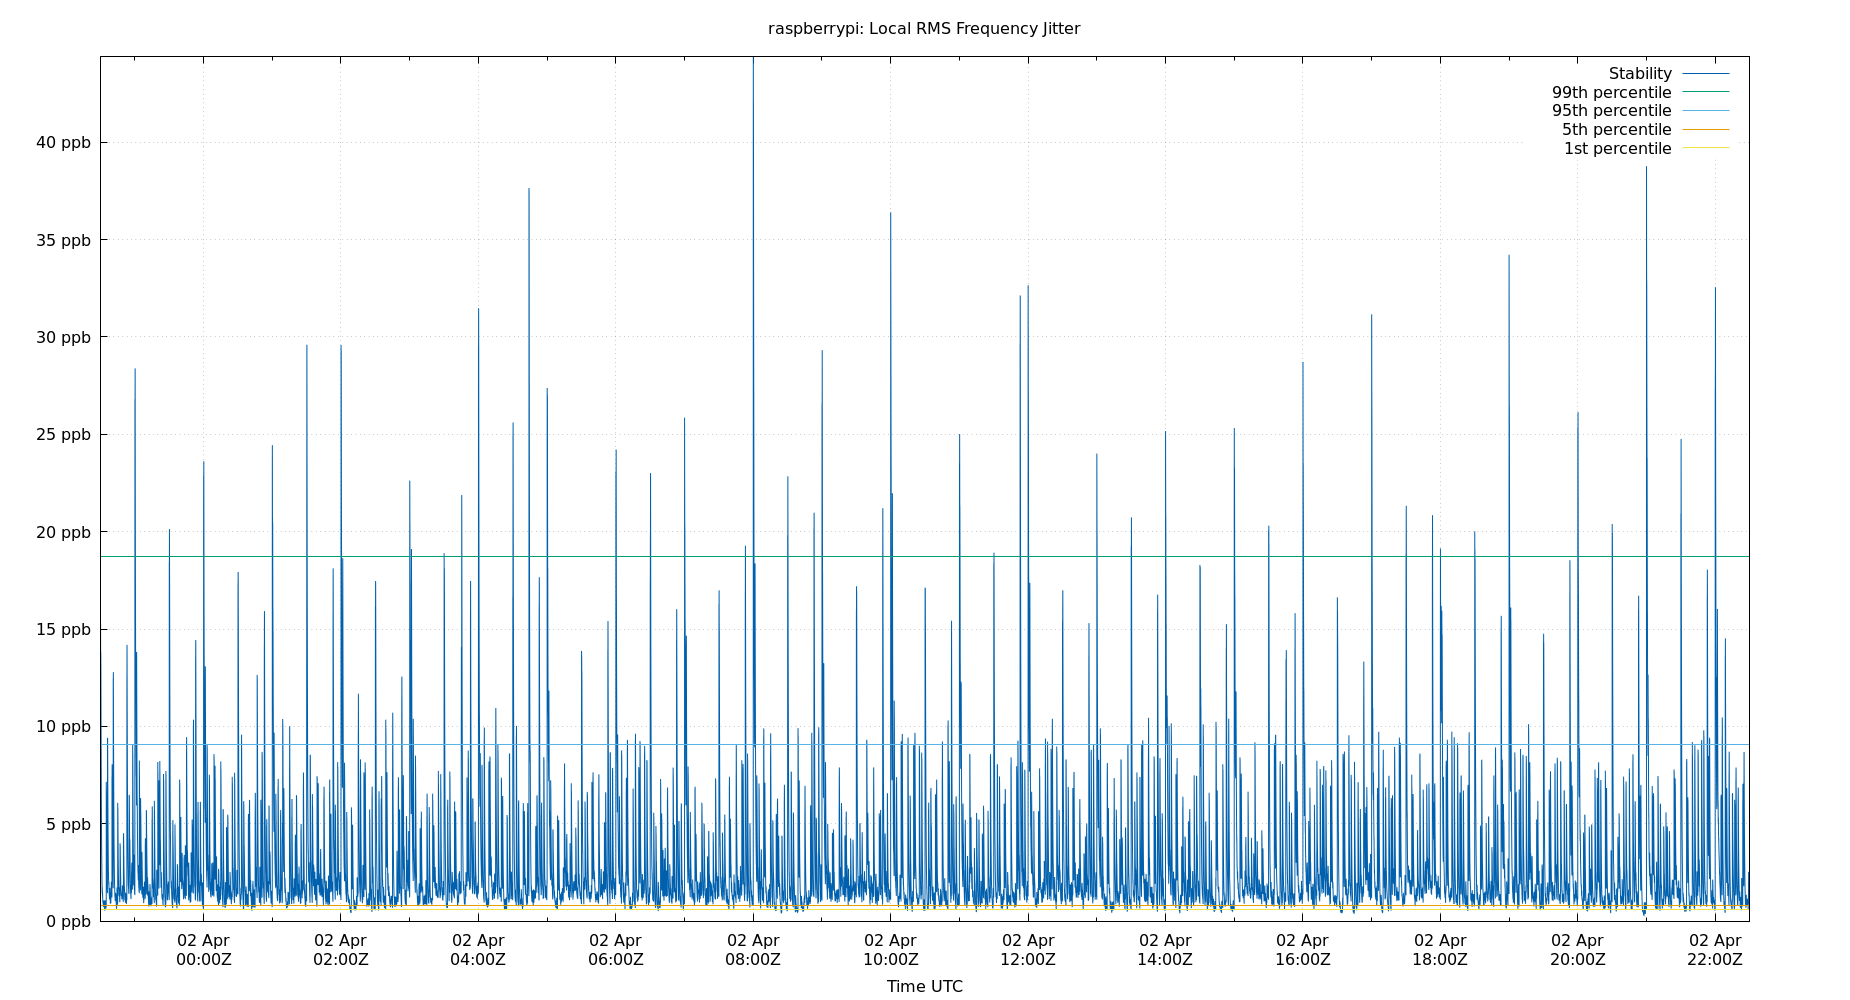 raspberrypi: Local RMS Frequency Jitter
Stability
99th percentile
95th percentile
5th percentile
1st percentile
40 ppb
35 ppb
30 ppb
25 ppb
20 ppb
15 ppb
10 ppb
5 ppb
0 ppb
02 Apr 02 Apr 02 Apr 02 Apr 02 Apr 02 Apr 02 Apr 02 Apr 02 Apr 02 Apr 02 Apr 02 Apr
00:00Z 02:00Z 04:00Z 06:00Z 08:00Z 10:00Z 12:00Z 14:00Z 16:00Z 18:00Z 20:00Z 22:00Z
Time UTC